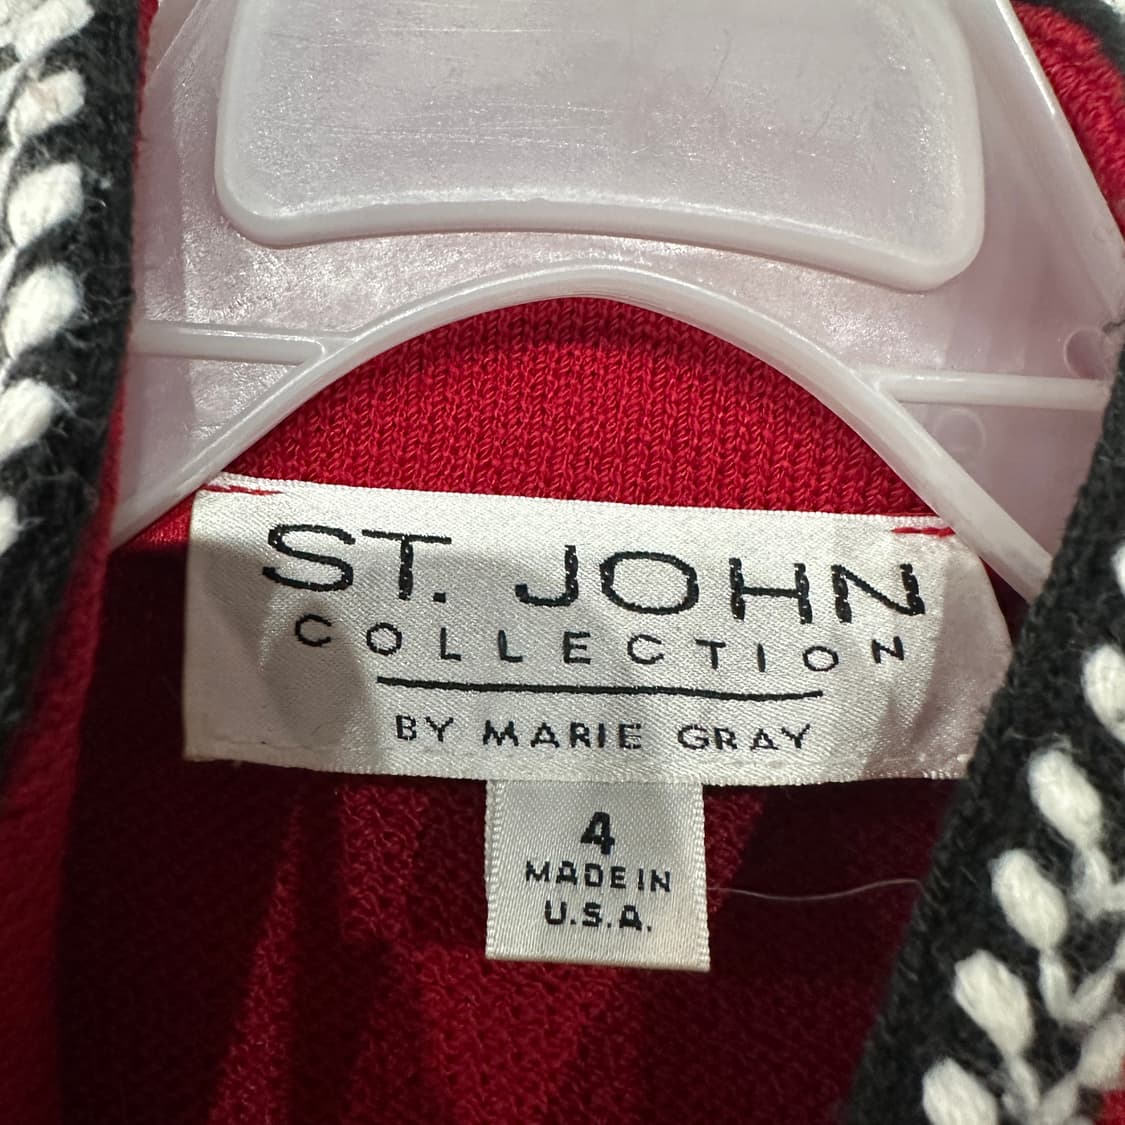 ST. JOHN
COLLECTION
BY MARIE GRAY
4
MADE IN
U.S.A.